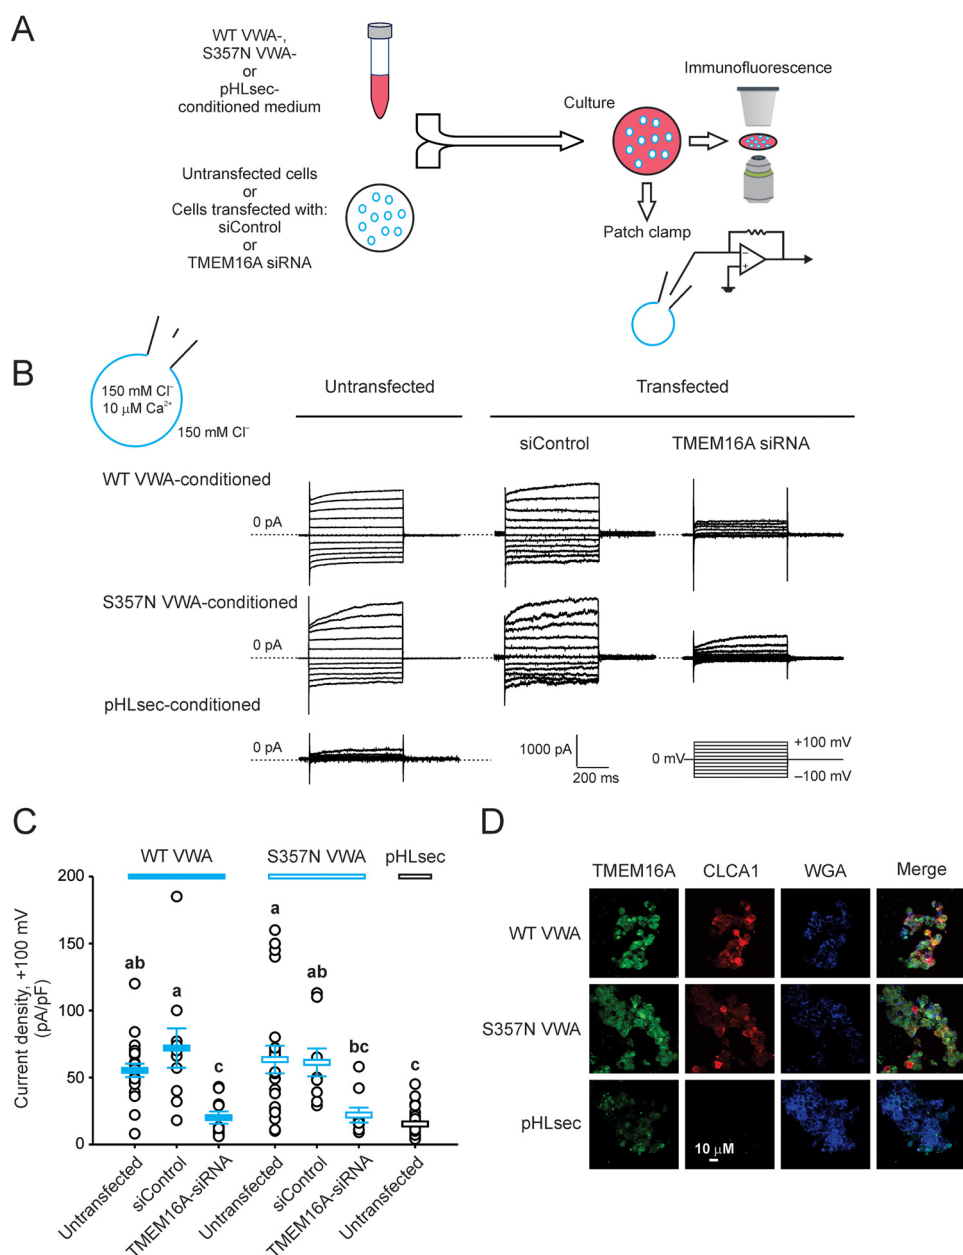 A
WT VWA-,
S357N VWA-
or
pHLsec-
conditioned medium
Untransfected cells
or
Cells transfected with:
siControl
or
TMEM16A siRNA
Culture
Immunofluorescence
Patch clamp
B
150 mM Cl⁻
10 µM Ca²⁺
150 mM Cl⁻
Untransfected
Transfected
siControl
TMEM16A siRNA
WT VWA-conditioned
0 pA
S357N VWA-conditioned
0 pA
pHLsec-conditioned
0 pA
1000 pA
200 ms
0 mV
+100 mV
–100 mV
C
WT VWA
S357N VWA
pHLsec
Current density, +100 mV
(pA/pF)
200
150
100
50
0
ab
a
c
a
ab
bc
c
Untransfected
siControl
TMEM16A-siRNA
Untransfected
siControl
TMEM16A-siRNA
Untransfected
D
TMEM16A
CLCA1
WGA
Merge
WT VWA
S357N VWA
pHLsec
10 µM